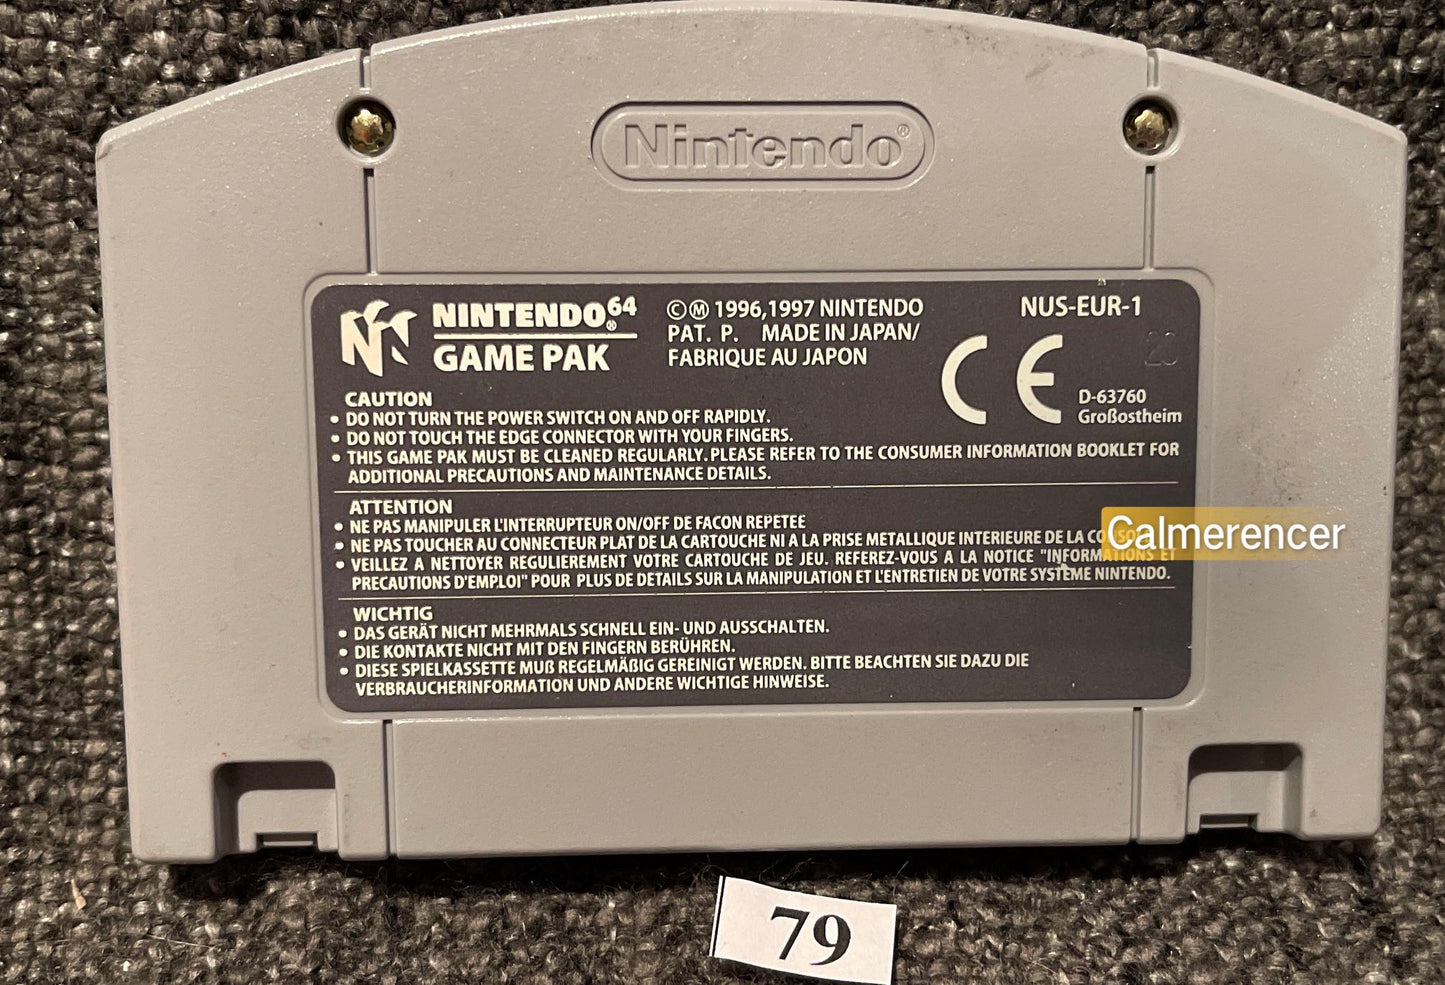 Nintendo®
NINTENDO64®
GAME PAK
©Ⓜ 1996,1997 NINTENDO
PAT. P. MADE IN JAPAN/
FABRIQUE AU JAPON
NUS-EUR-1
20
CE
D-63760
Großostheim
CAUTION
• DO NOT TURN THE POWER SWITCH ON AND OFF RAPIDLY.
• DO NOT TOUCH THE EDGE CONNECTOR WITH YOUR FINGERS.
• THIS GAME PAK MUST BE CLEANED REGULARLY. PLEASE REFER TO THE CONSUMER INFORMATION BOOKLET FOR
ADDITIONAL PRECAUTIONS AND MAINTENANCE DETAILS.
ATTENTION
• NE PAS MANIPULER L'INTERRUPTEUR ON/OFF DE FACON REPETEE
• NE PAS TOUCHER AU CONNECTEUR PLAT DE LA CARTOUCHE NI A LA PRISE METALLIQUE INTERIEURE DE LA
• VEILLEZ A NETTOYER REGULIEREMENT VOTRE CARTOUCHE DE JEU. REFEREZ-VOUS A LA NOTICE "INFORMATIONS ET
PRECAUTIONS D'EMPLOI" POUR PLUS DE DETAILS SUR LA MANIPULATION ET L'ENTRETIEN DE VOTRE SYSTEME NINTENDO.
Calmerencer
WICHTIG
• DAS GERÄT NICHT MEHRMALS SCHNELL EIN- UND AUSSCHALTEN.
• DIE KONTAKTE NICHT MIT DEN FINGERN BERÜHREN.
• DIESE SPIELKASSETTE MUß REGELMÄßIG GEREINIGT WERDEN. BITTE BEACHTEN SIE DAZU DIE
VERBRAUCHERINFORMATION UND ANDERE WICHTIGE HINWEISE.
79